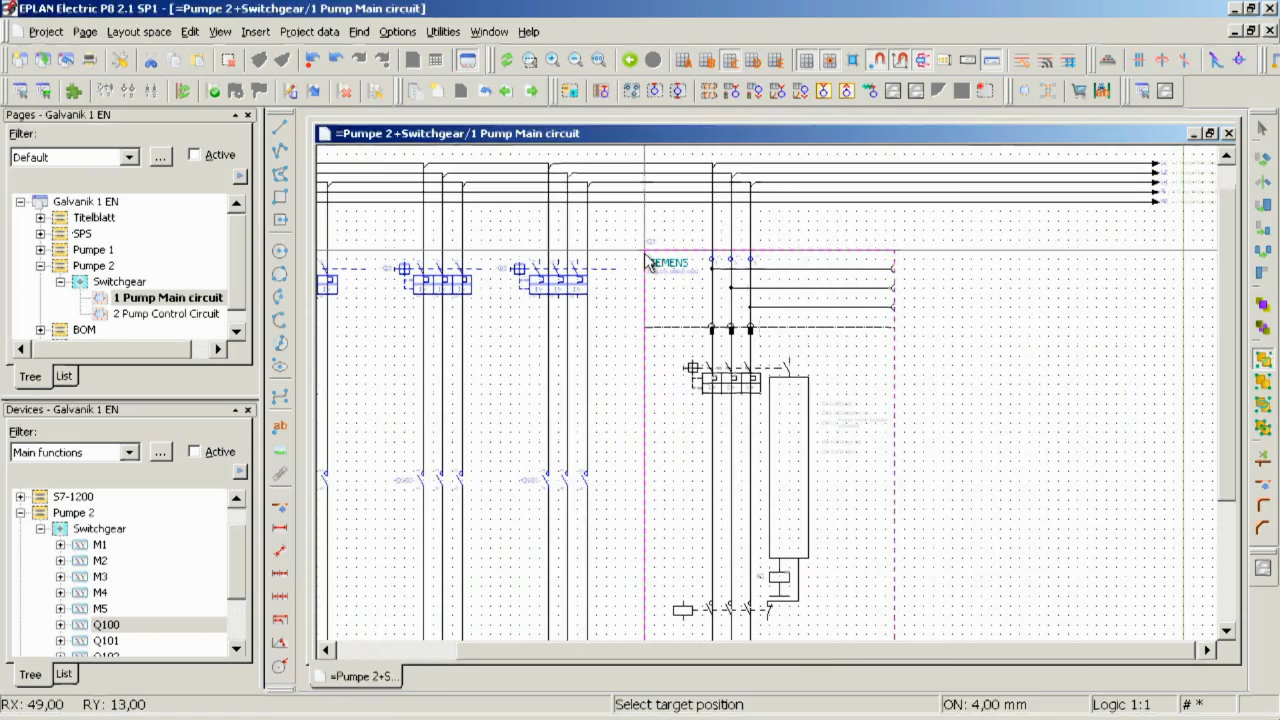 EPLAN Electric P8 2.1 SP1 - [ =Pumpe 2+Switchgear/1 Pump Main circuit]
Project Page Layout space Edit View Insert Project data Find Options Utilities Window Help
Pages - Galvanik 1 EN
Filter:
Default ... Active
Galvanik 1 EN
Titelblatt
SPS
Pumpe 1
Pumpe 2
Switchgear
1 Pump Main circuit
2 Pump Control Circuit
BOM
Tree List
Devices - Galvanik 1 EN
Filter:
Main functions ... Active
S7-1200
Pumpe 2
Switchgear
M1
M2
M3
M4
M5
Q100
Q101
Q102
Tree List
ab
=Pumpe 2+Switchgear/1 Pump Main circuit
=Pumpe 2+S...
RX: 49,00 RY: 13,00 Select target position ON: 4,00 mm Logic 1:1 # *